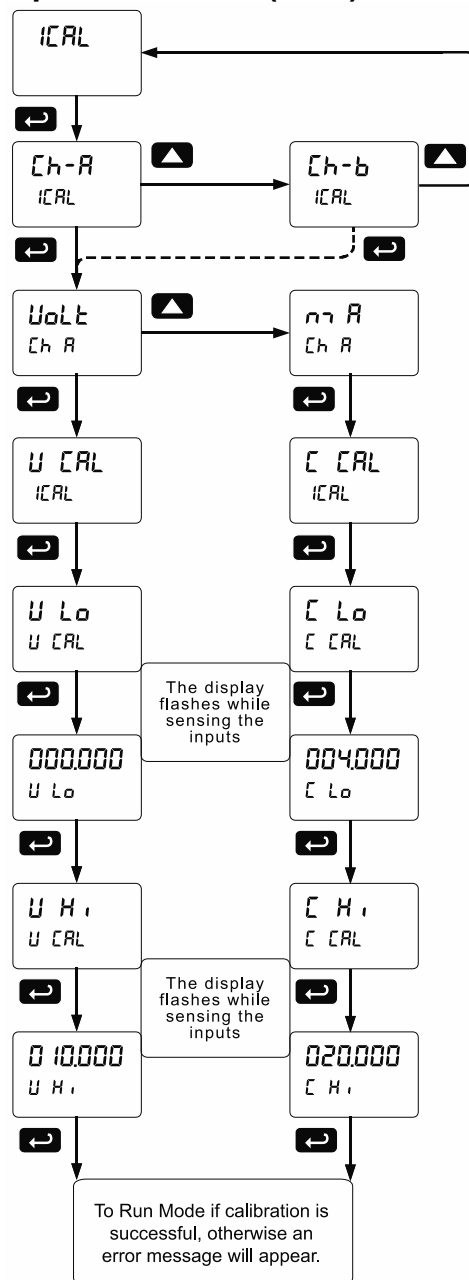 ICAL
Ch-A
ICAL
Ch-b
ICAL
VoLt
Ch A
mA
Ch A
V CAL
ICAL
C CAL
ICAL
V Lo
V CAL
C Lo
C CAL
The display
flashes while
sensing the
inputs
000.000
V Lo
004.000
C Lo
V Hi
V CAL
C Hi
C CAL
The display
flashes while
sensing the
inputs
010.000
V Hi
020.000
C Hi
To Run Mode if calibration is
successful, otherwise an
error message will appear.